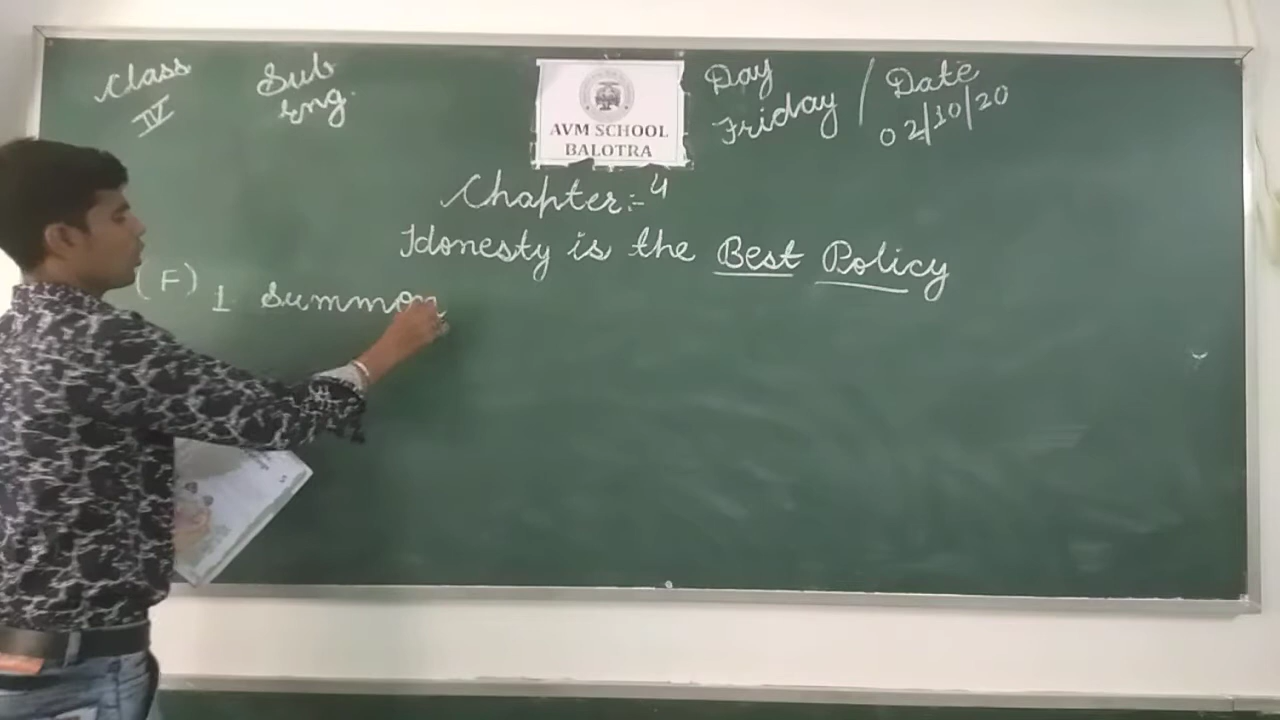 Class
IV
Sub
Eng.
AVM SCHOOL
BALOTRA
Day
Friday
/ Date
02/10/20
Chapter:- 4
Honesty is the Best Policy
(F) 1 Summon